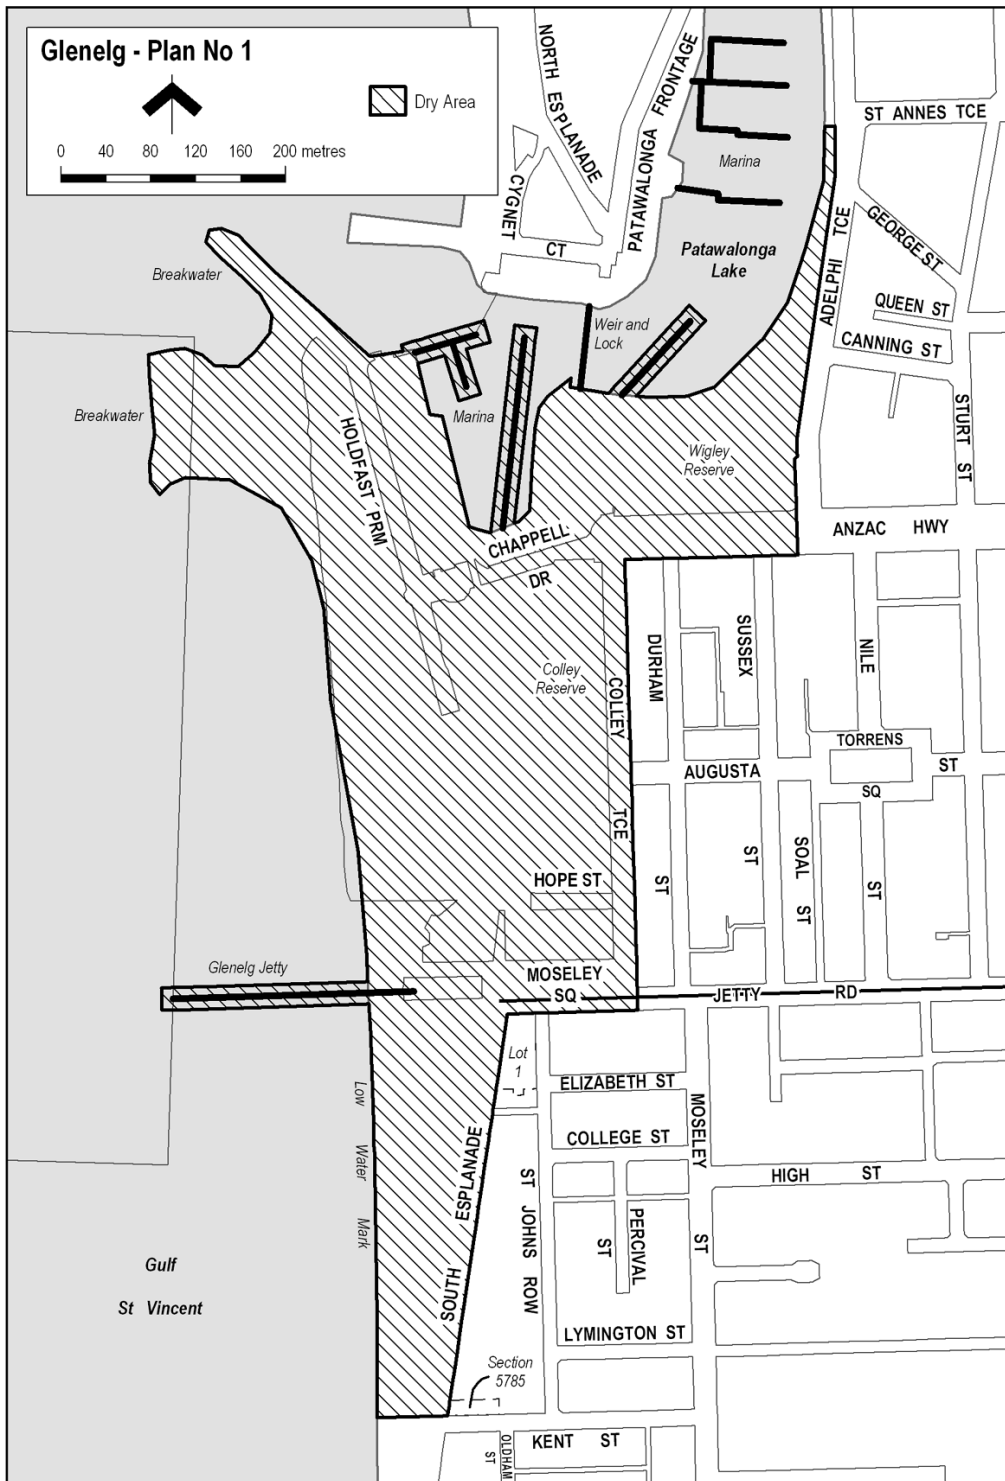 Glenelg - Plan No 1
Dry Area
0 40 80 120 160 200 metres
NORTH ESPLANADE
PATAWALONGA FRONTAGE
CYGNET
CT
Marina
ST ANNES TCE
ADELPHI TCE
GEORGE ST
QUEEN ST
CANNING ST
STURT ST
Patawalonga
Lake
Breakwater
Weir and
Lock
Breakwater
Marina
HOLDFAST PRM
Wigley
Reserve
CHAPPELL
DR
ANZAC HWY
Colley
Reserve
COLLEY
TCE
DURHAM
ST
SUSSEX
ST
NILE
ST
TORRENS
SQ
AUGUSTA
ST
SOAL ST
HOPE ST
Glenelg Jetty
MOSELEY
SQ
JETTY RD
Lot
1
ELIZABETH ST
Low Water Mark
SOUTH ESPLANADE
COLLEGE ST
MOSELEY
ST
HIGH ST
ST JOHNS ROW
PERCIVAL
ST
Gulf
St Vincent
LYMINGTON ST
Section
5785
KENT ST
OLDHAM
ST